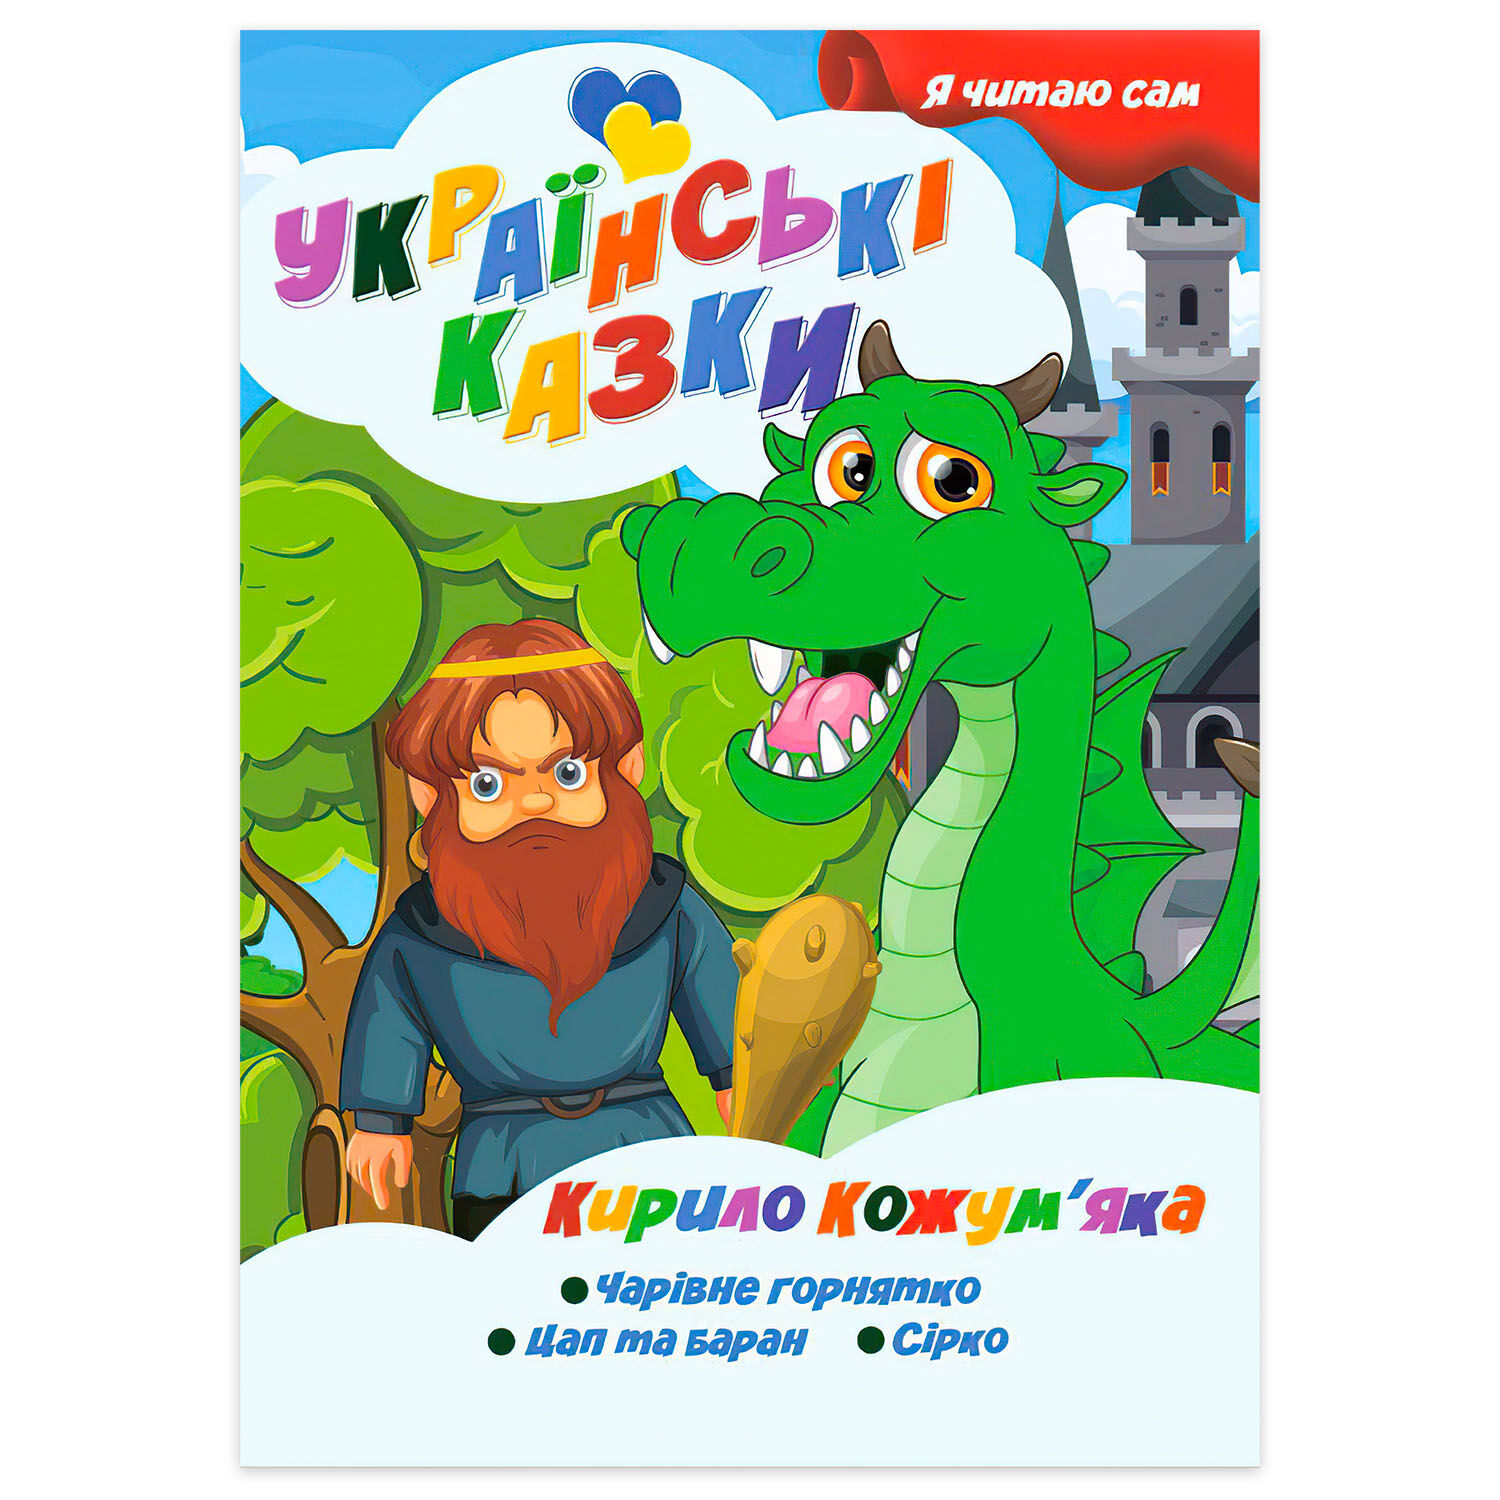 Я читаю сам
УКРАЇНСЬКІ
КАЗКИ
Кирило Кожум'яка
● Чарівне горнятко
● Цап та баран ● Сірко